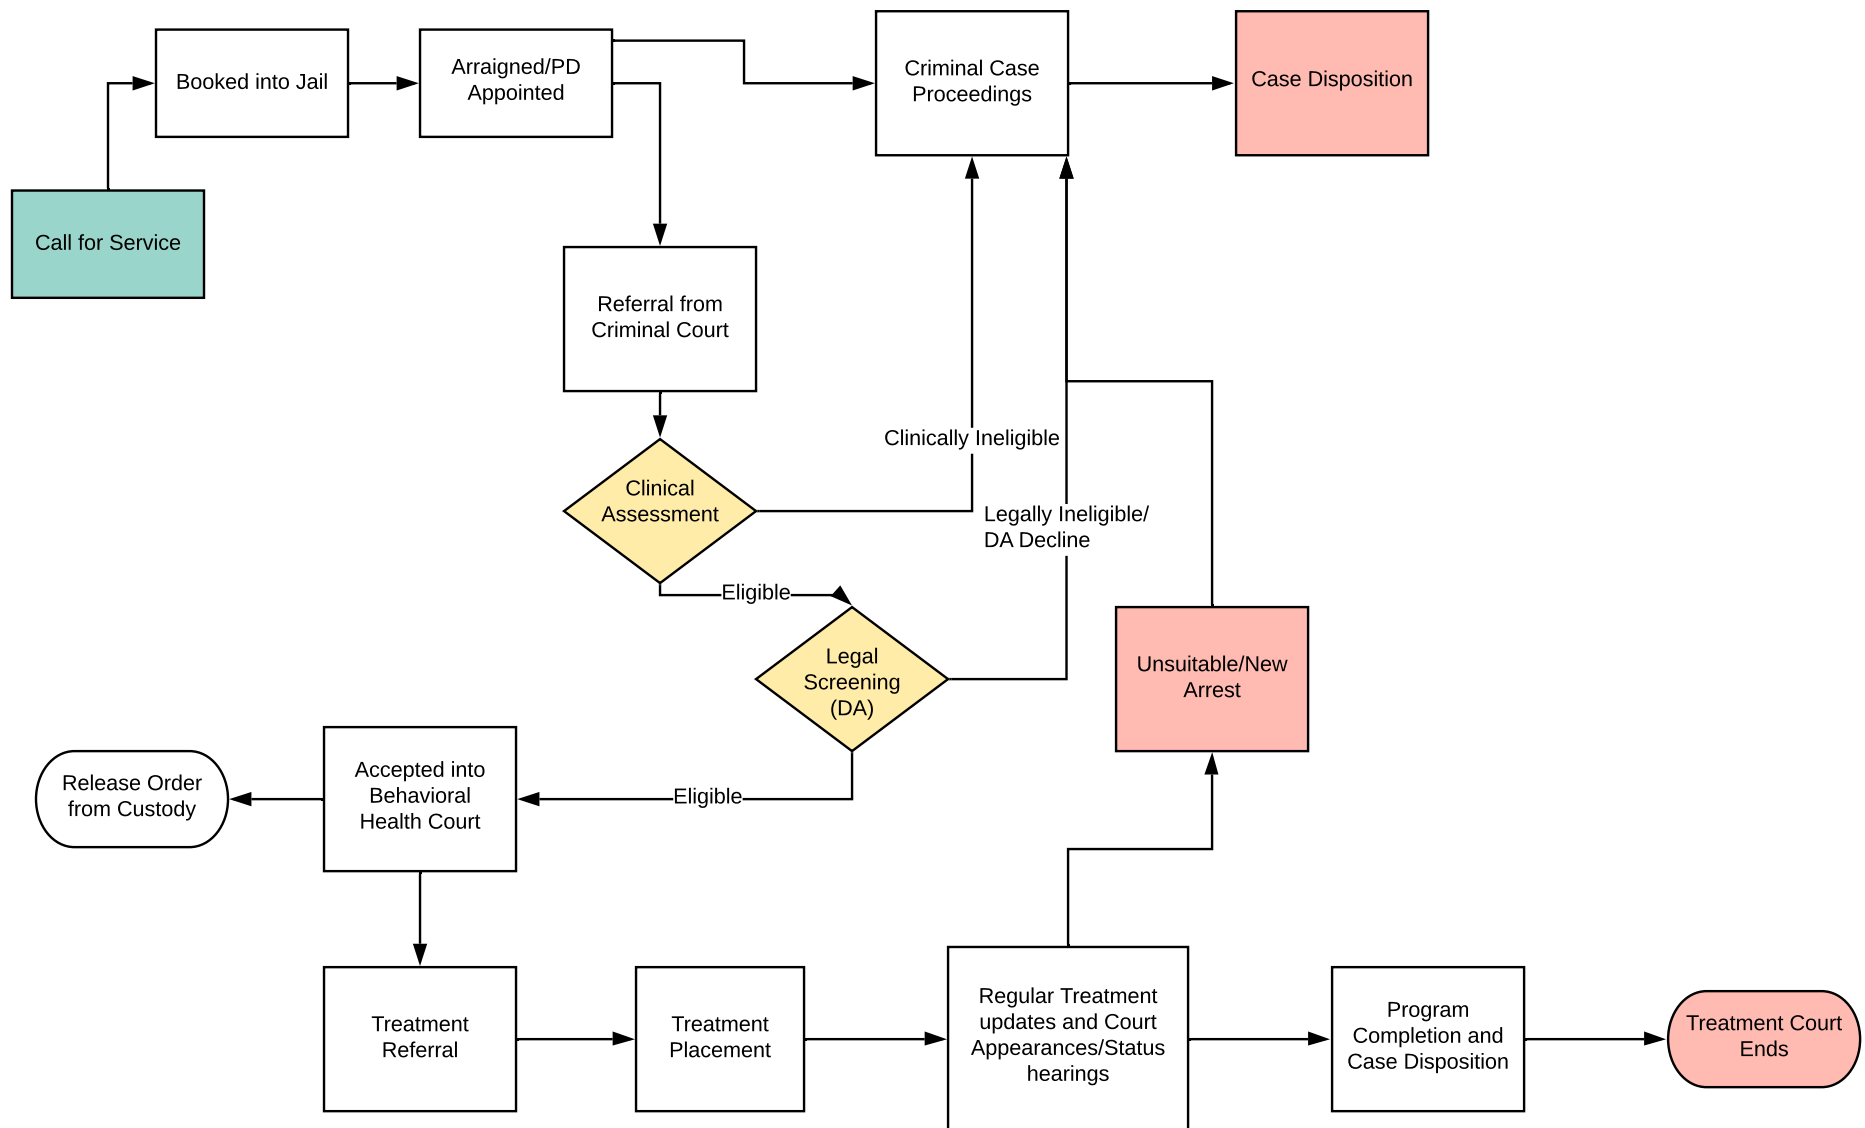 Booked into Jail
Arraigned/PD
Appointed
Criminal Case
Proceedings
Case Disposition
Call for Service
Referral from
Criminal Court
Clinically Ineligible
Clinical
Assessment
Legally Ineligible/
DA Decline
Eligible
Legal
Screening
(DA)
Unsuitable/New
Arrest
Release Order
from Custody
Accepted into
Behavioral
Health Court
Eligible
Treatment
Referral
Treatment
Placement
Regular Treatment
updates and Court
Appearances/Status
hearings
Program
Completion and
Case Disposition
Treatment Court
Ends